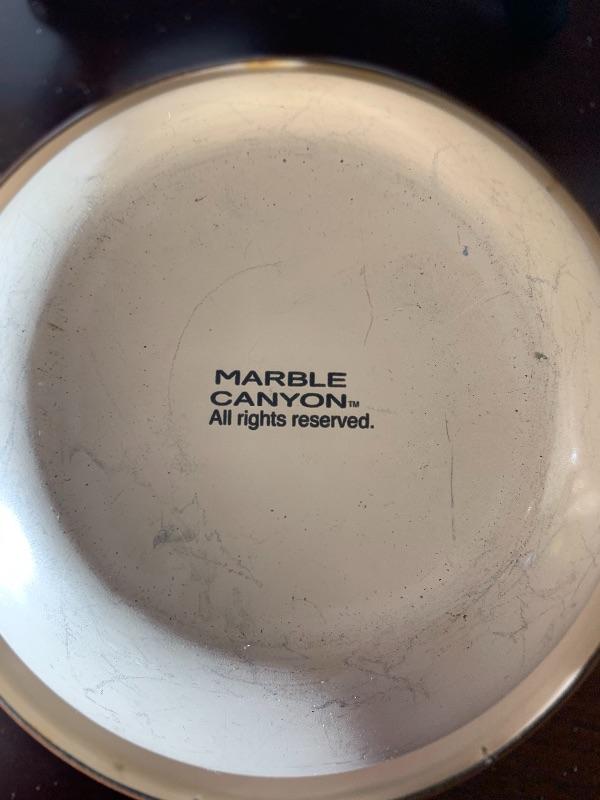 MARBLE
CANYON™
All rights reserved.